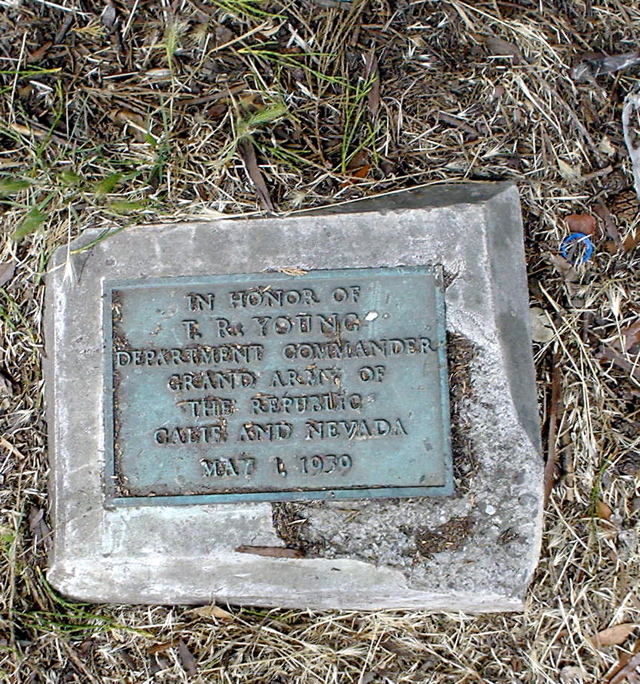 IN HONOR OF
T. R. YOUNG
DEPARTMENT COMMANDER
GRAND ARMY OF
THE REPUBLIC
CALIF AND NEVADA
MAY 1, 1939